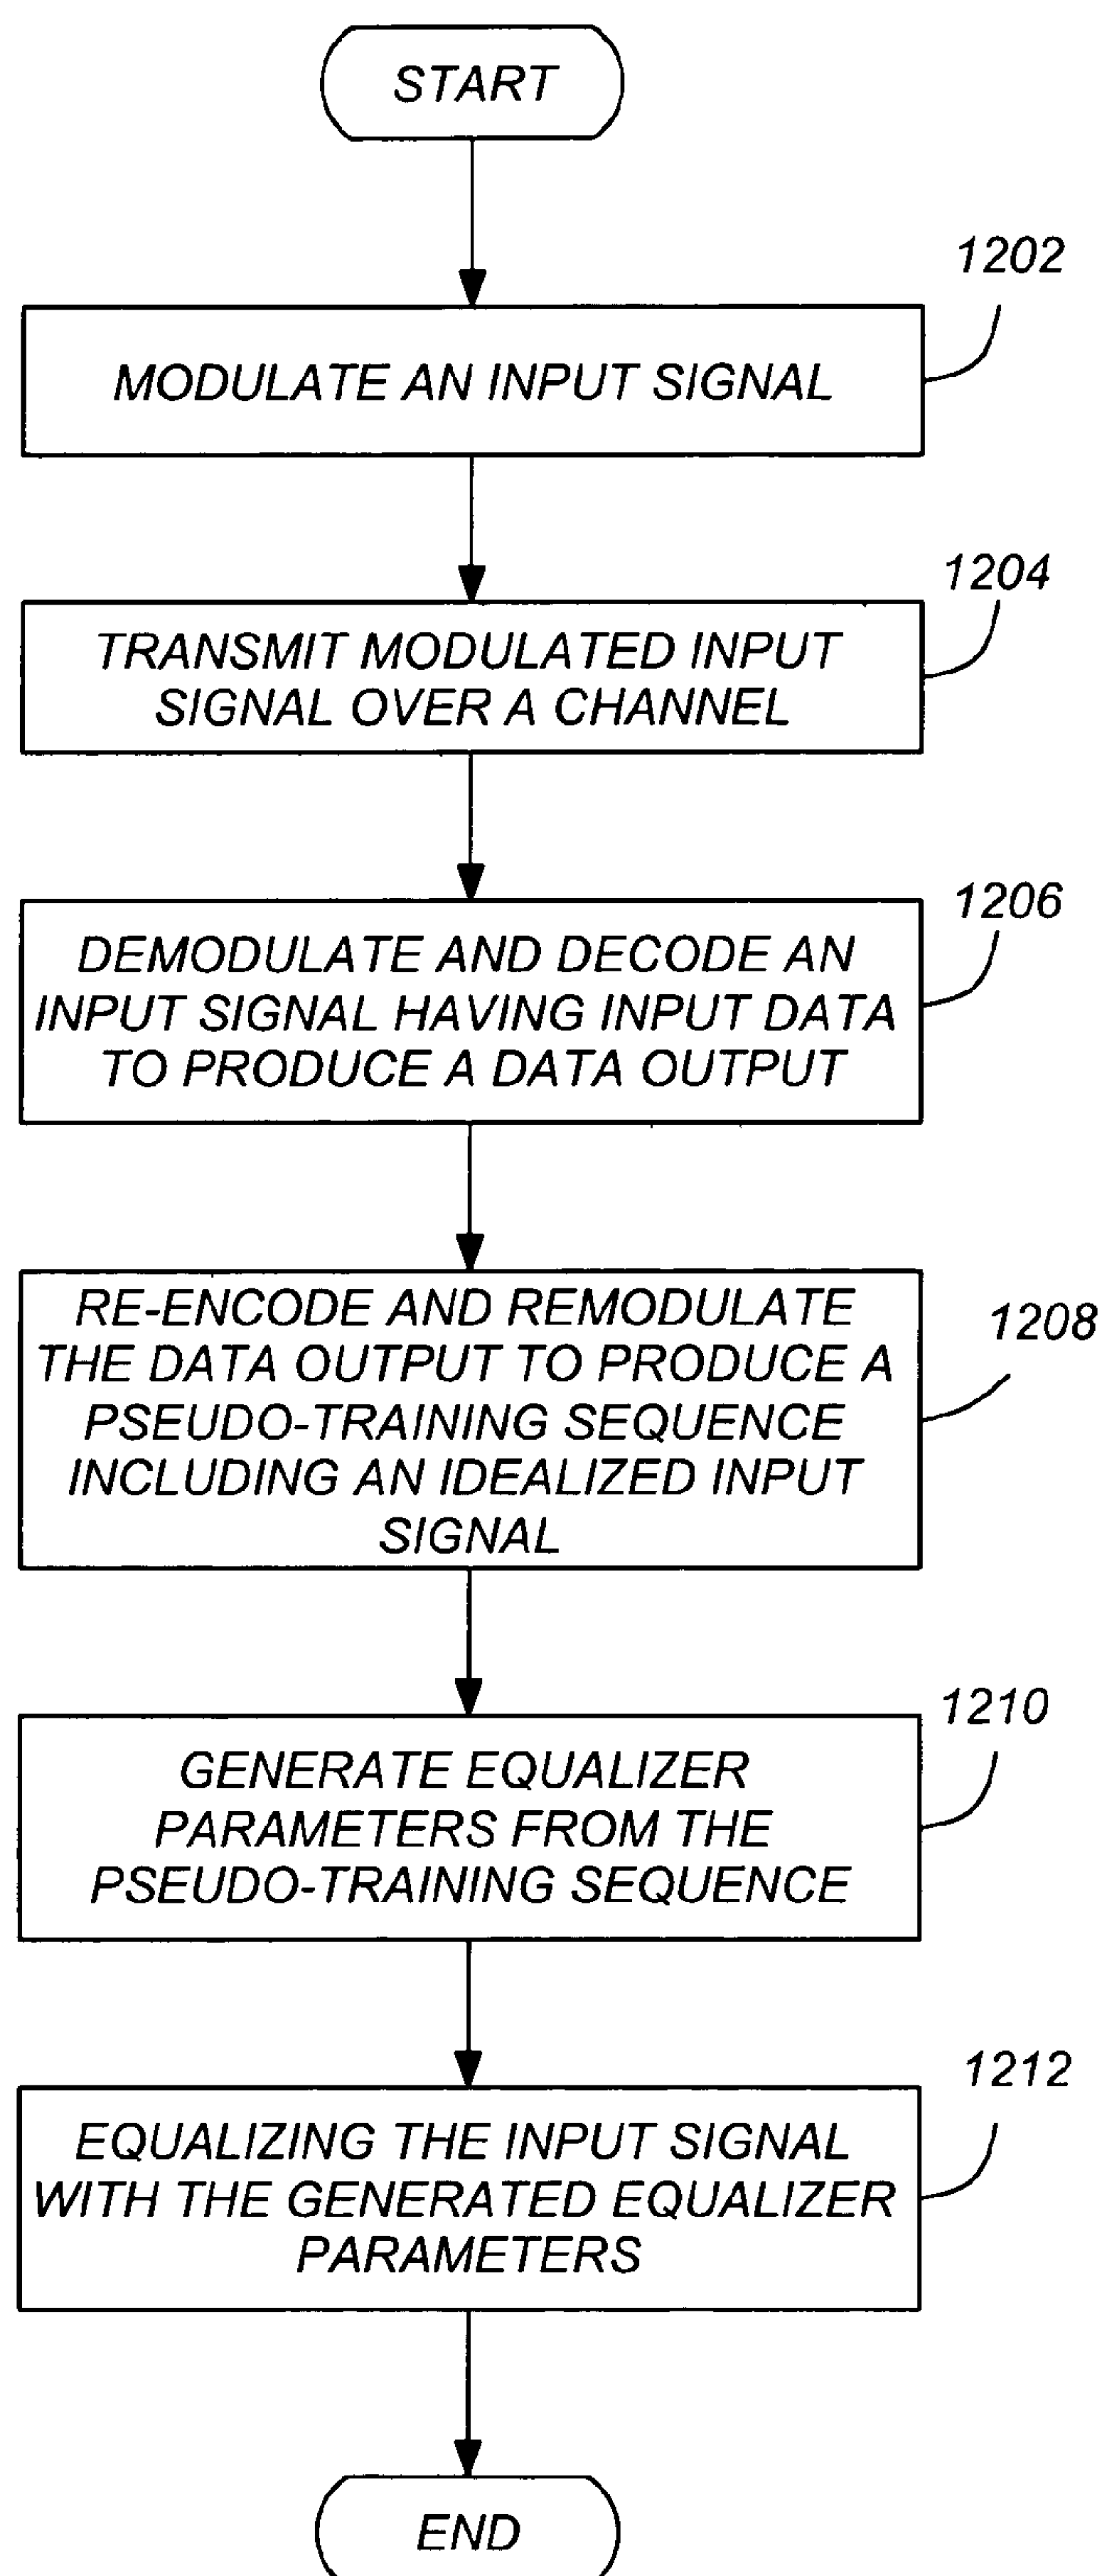 START
1202
MODULATE AN INPUT SIGNAL
1204
TRANSMIT MODULATED INPUT
SIGNAL OVER A CHANNEL
1206
DEMODULATE AND DECODE AN
INPUT SIGNAL HAVING INPUT DATA
TO PRODUCE A DATA OUTPUT
1208
RE-ENCODE AND REMODULATE
THE DATA OUTPUT TO PRODUCE A
PSEUDO-TRAINING SEQUENCE
INCLUDING AN IDEALIZED INPUT
SIGNAL
1210
GENERATE EQUALIZER
PARAMETERS FROM THE
PSEUDO-TRAINING SEQUENCE
1212
EQUALIZING THE INPUT SIGNAL
WITH THE GENERATED EQUALIZER
PARAMETERS
END